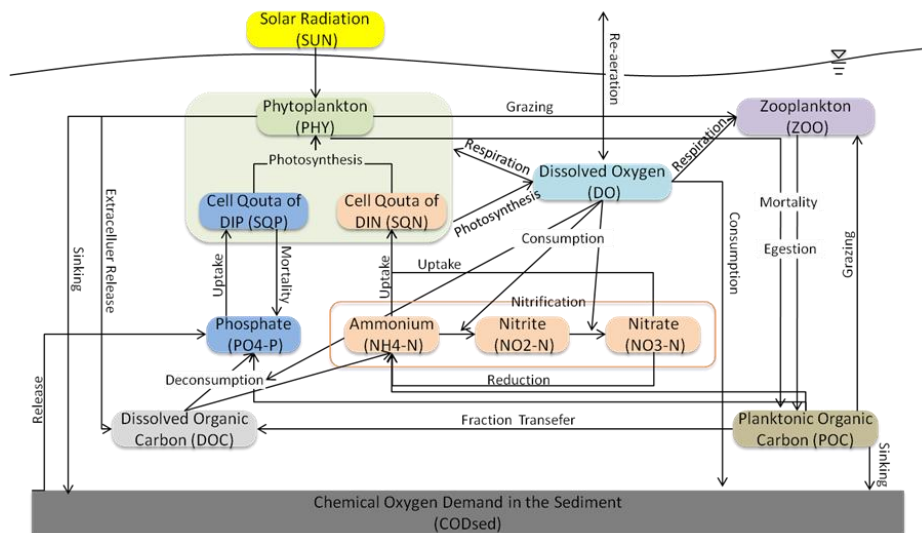 Solar Radiation
(SUN)
Re-aeration
Phytoplankton
(PHY)
Grazing
Zooplankton
(ZOO)
Photosynthesis
Respiration
Respiration
Dissolved Oxygen
(DO)
Cell Qouta of
DIP (SQP)
Cell Qouta of
DIN (SQN)
Photosynthesis
Extracelluer Release
Sinking
Uptake
Mortality
Uptake
Uptake
Consumption
Consumption
Mortality
Egestion
Grazing
Nitrification
Phosphate
(PO4-P)
Ammonium
(NH4-N)
Nitrite
(NO2-N)
Nitrate
(NO3-N)
Release
Deconsumption
Reduction
Dissolved Organic
Carbon (DOC)
Fraction Transefer
Planktonic Organic
Carbon (POC)
Sinking
Chemical Oxygen Demand in the Sediment
(CODsed)